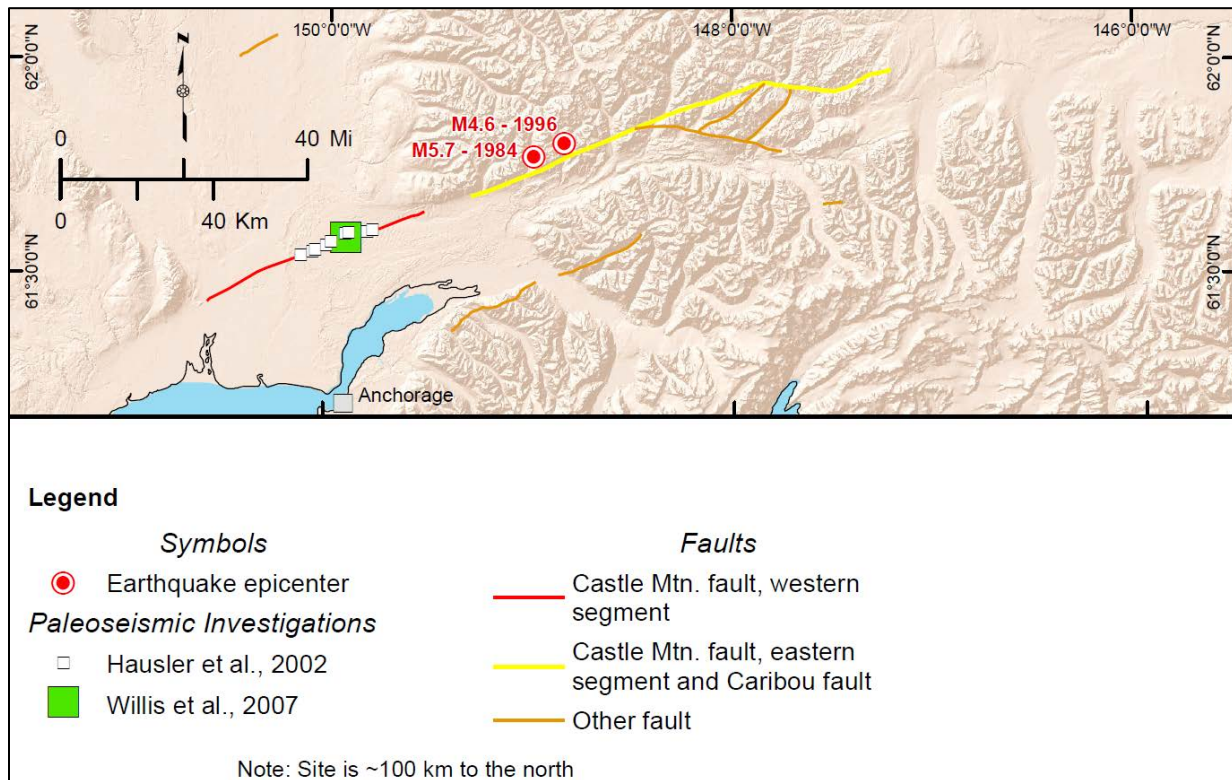 150°0'0"W
148°0'0"W
146°0'0"W
62°0'0"N
62°0'0"N
N
0
40 Mi
0
40 Km
M4.6 - 1996
M5.7 - 1984
61°30'0"N
61°30'0"N
Anchorage
Legend
Symbols
Earthquake epicenter
Paleoseismic Investigations
Hausler et al., 2002
Willis et al., 2007
Faults
Castle Mtn. fault, western
segment
Castle Mtn. fault, eastern
segment and Caribou fault
Other fault
Note: Site is ~100 km to the north